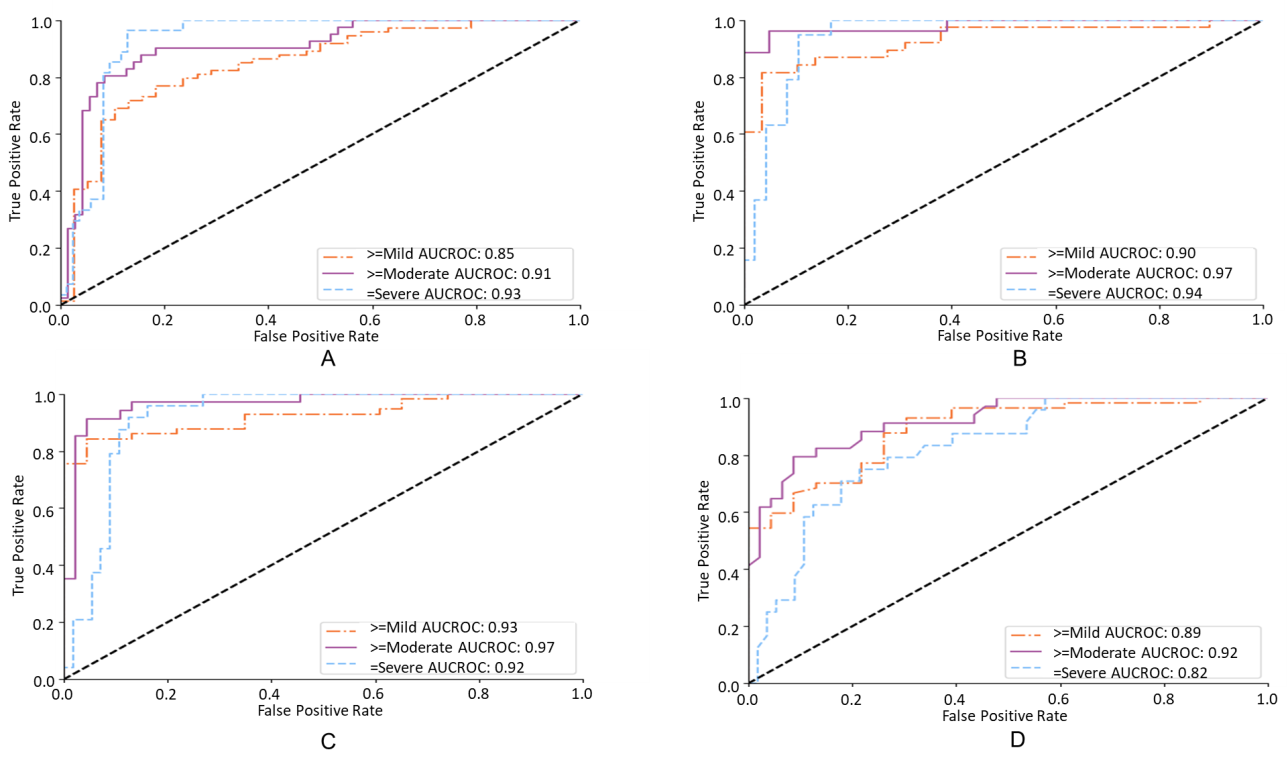 1.0
0.8
0.6
0.4
0.2
0.0
True Positive Rate
>=Mild AUCROC: 0.85
>=Moderate AUCROC: 0.91
=Severe AUCROC: 0.93
0.0 0.2 0.4 0.6 0.8 1.0
False Positive Rate
A
1.0
0.8
0.6
0.4
0.2
0.0
True Positive Rate
>=Mild AUCROC: 0.90
>=Moderate AUCROC: 0.97
=Severe AUCROC: 0.94
0.0 0.2 0.4 0.6 0.8 1.0
False Positive Rate
B
1.0
0.8
0.6
0.4
0.2
0.0
True Positive Rate
>=Mild AUCROC: 0.93
>=Moderate AUCROC: 0.97
=Severe AUCROC: 0.92
0.0 0.2 0.4 0.6 0.8 1.0
False Positive Rate
C
1.0
0.8
0.6
0.4
0.2
0.0
True Positive Rate
>=Mild AUCROC: 0.89
>=Moderate AUCROC: 0.92
=Severe AUCROC: 0.82
0.0 0.2 0.4 0.6 0.8 1.0
False Positive Rate
D